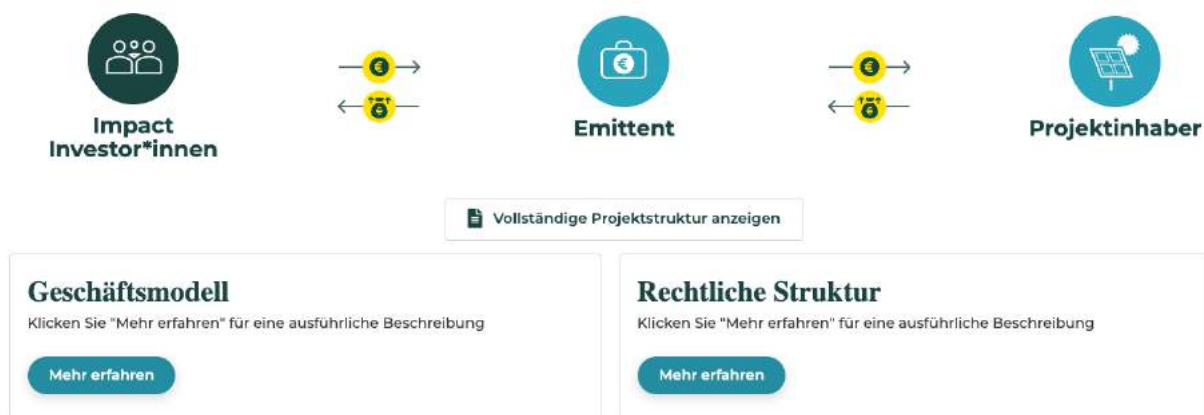 Impact
Investor*innen
Emittent
Projektinhaber
Vollständige Projektstruktur anzeigen
Geschäftsmodell
Klicken Sie "Mehr erfahren" für eine ausführliche Beschreibung
Mehr erfahren
Rechtliche Struktur
Klicken Sie "Mehr erfahren" für eine ausführliche Beschreibung
Mehr erfahren